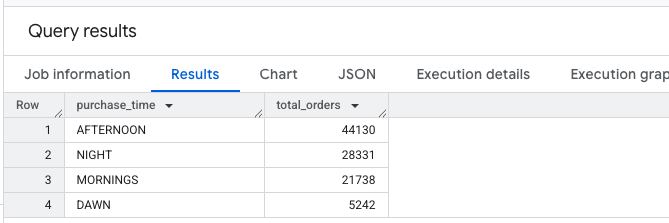 Query results
Job information Results Chart JSON Execution details Execution grap
Row purchase_time total_orders
1 AFTERNOON 44130
2 NIGHT 28331
3 MORNINGS 21738
4 DAWN 5242